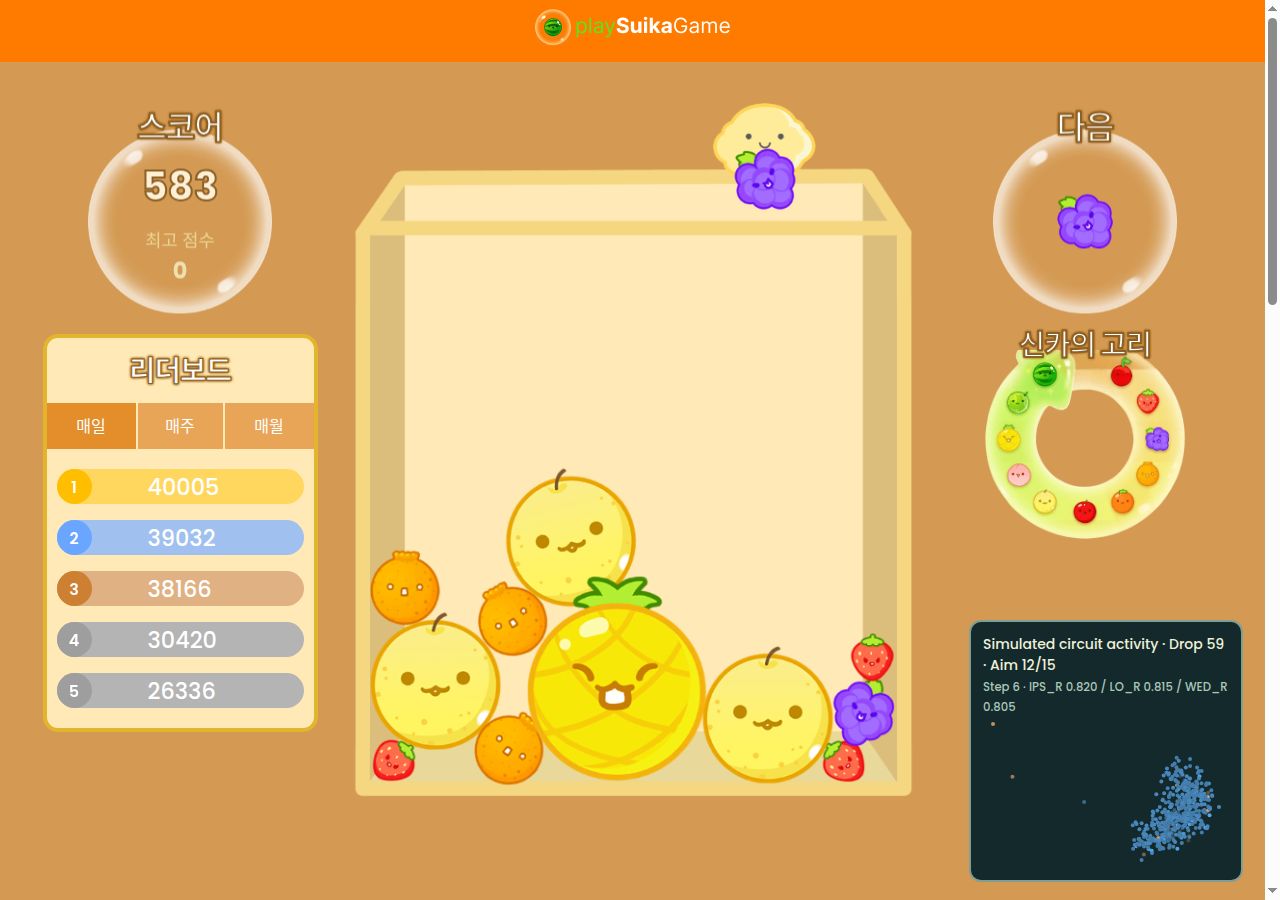 playSuikaGame
스코어
583
최고 점수
0
리더보드
매일 매주 매월
1 40005
2 39032
3 38166
4 30420
5 26336
다음
신카의 고리
Simulated circuit activity · Drop 59
· Aim 12/15
Step 6 · IPS_R 0.820 / LO_R 0.815 / WED_R
0.805